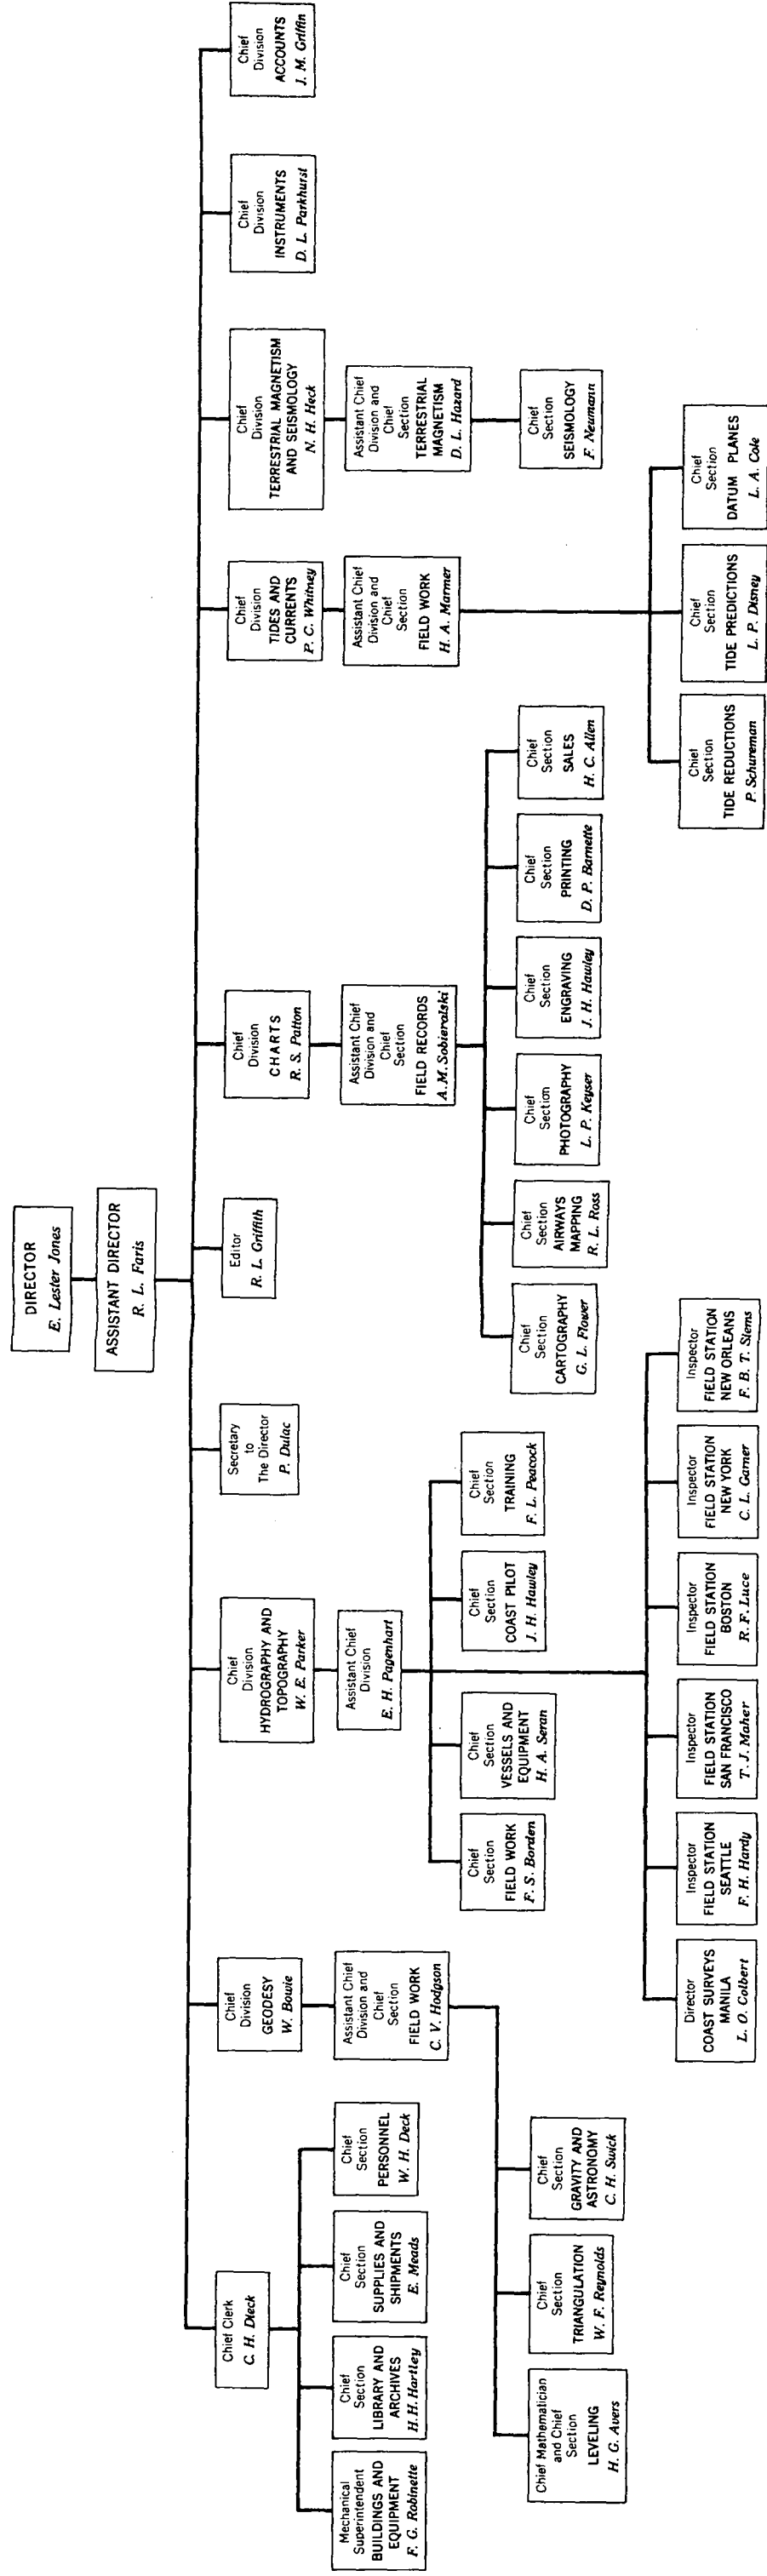 DIRECTOR
E. Lester Jones
ASSISTANT DIRECTOR
R. L. Faris
Chief Clerk
C. H. Dieck
Chief
Division
GEODESY
W. Bowie
Chief
Division
HYDROGRAPHY AND
TOPOGRAPHY
W. E. Parker
Secretary
to
The Director
P. Dulac
Editor
R. L. Griffith
Chief
Division
CHARTS
R. S. Patton
Chief
Division
TIDES AND
CURRENTS
P. C. Whitney
Chief
Division
TERRESTRIAL MAGNETISM
AND SEISMOLOGY
N. H. Heck
Chief
Division
INSTRUMENTS
D. L. Parkhurst
Chief
Division
ACCOUNTS
J. M. Griffin
Mechanical
Superintendent
BUILDINGS AND
EQUIPMENT
F. G. Robinette
Chief
Section
LIBRARY AND
ARCHIVES
H. H. Hartley
Chief
Section
SUPPLIES AND
SHIPMENTS
E. Meads
Chief
Section
PERSONNEL
W. H. Deck
Assistant Chief
Division and
Chief
Section
FIELD WORK
C. V. Hodgson
Assistant Chief
Division
E. H. Pagenhart
Assistant Chief
Division and
Chief
Section
FIELD RECORDS
A. M. Sobieralski
Assistant Chief
Division and
Chief
Section
FIELD WORK
H. A. Marmer
Assistant Chief
Division and
Chief
Section
TERRESTRIAL
MAGNETISM
D. L. Hazard
Chief Mathematician
and Chief
Section
LEVELING
H. G. Avers
Chief
Section
TRIANGULATION
W. F. Reynolds
Chief
Section
GRAVITY AND
ASTRONOMY
C. H. Swick
Chief
Section
FIELD WORK
F. S. Borden
Chief
Section
VESSELS AND
EQUIPMENT
H. A. Seran
Chief
Section
COAST PILOT
J. H. Hawley
Chief
Section
TRAINING
F. L. Peacock
Chief
Section
CARTOGRAPHY
G. L. Flower
Chief
Section
AIRWAYS
MAPPING
R. L. Ross
Chief
Section
PHOTOGRAPHY
L. P. Keyser
Chief
Section
ENGRAVING
J. H. Hawley
Chief
Section
PRINTING
D. P. Barnette
Chief
Section
SALES
H. C. Allen
Chief
Section
SEISMOLOGY
F. Neumann
Director
COAST SURVEYS
MANILA
L. O. Colbert
Inspector
FIELD STATION
SEATTLE
F. H. Hardy
Inspector
FIELD STATION
SAN FRANCISCO
T. J. Maher
Inspector
FIELD STATION
BOSTON
R. F. Luce
Inspector
FIELD STATION
NEW YORK
C. L. Garner
Inspector
FIELD STATION
NEW ORLEANS
F. B. T. Siems
Chief
Section
TIDE REDUCTIONS
P. Schureman
Chief
Section
TIDE PREDICTIONS
L. P. Disney
Chief
Section
DATUM PLANES
L. A. Cole